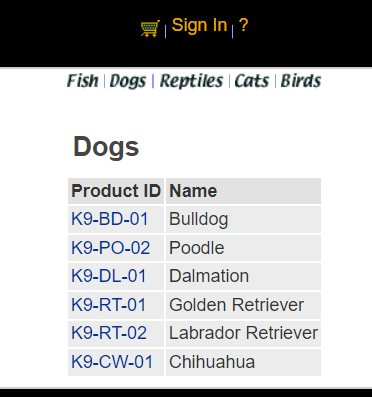 Sign In | ?
Fish | Dogs | Reptiles | Cats | Birds
Dogs
Product ID Name
K9-BD-01 Bulldog
K9-PO-02 Poodle
K9-DL-01 Dalmation
K9-RT-01 Golden Retriever
K9-RT-02 Labrador Retriever
K9-CW-01 Chihuahua